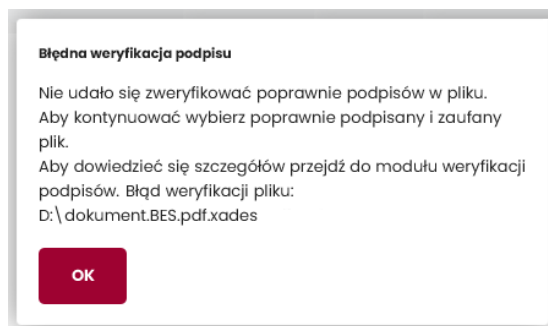 Błędna weryfikacja podpisu
Nie udało się zweryfikować poprawnie podpisów w pliku.
Aby kontynuować wybierz poprawnie podpisany i zaufany
plik.
Aby dowiedzieć się szczegółów przejdź do modułu weryfikacji
podpisów. Błąd weryfikacji pliku:
D:\dokument.BES.pdf.xades
OK